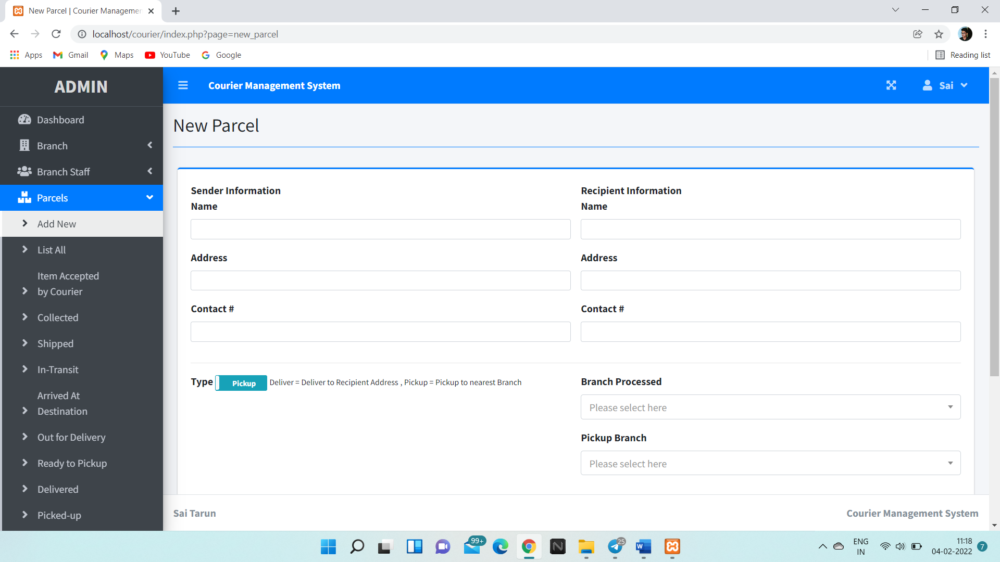 New Parcel | Courier Managemen
localhost/courier/index.php?page=new_parcel
Apps Gmail Maps YouTube Google Reading list
ADMIN
Courier Management System
Sai
Dashboard
Branch
Branch Staff
Parcels
Add New
List All
Item Accepted
by Courier
Collected
Shipped
In-Transit
Arrived At
Destination
Out for Delivery
Ready to Pickup
Delivered
Picked-up
New Parcel
Sender Information
Name
Address
Contact #
Recipient Information
Name
Address
Contact #
Type Pickup Deliver = Deliver to Recipient Address , Pickup = Pickup to nearest Branch
Branch Processed
Please select here
Pickup Branch
Please select here
Sai Tarun
Courier Management System
99+
25
ENG
IN
11:18
04-02-2022
7